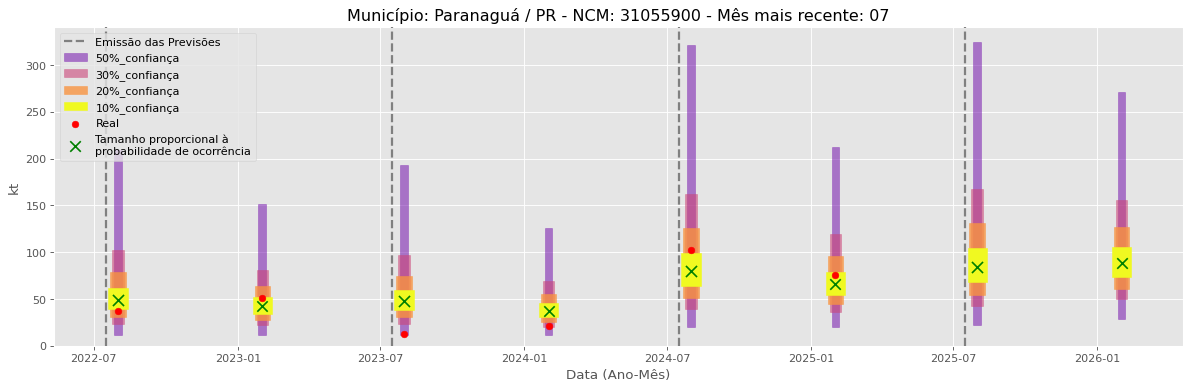 Município: Paranaguá / PR - NCM: 31055900 - Mês mais recente: 07
Emissão das Previsões
50%_confiança
30%_confiança
20%_confiança
10%_confiança
Real
Tamanho proporcional à
probabilidade de ocorrência
300
250
200
150
100
50
0
kt
2022-07
2023-01
2023-07
2024-01
2024-07
2025-01
2025-07
2026-01
Data (Ano-Mês)